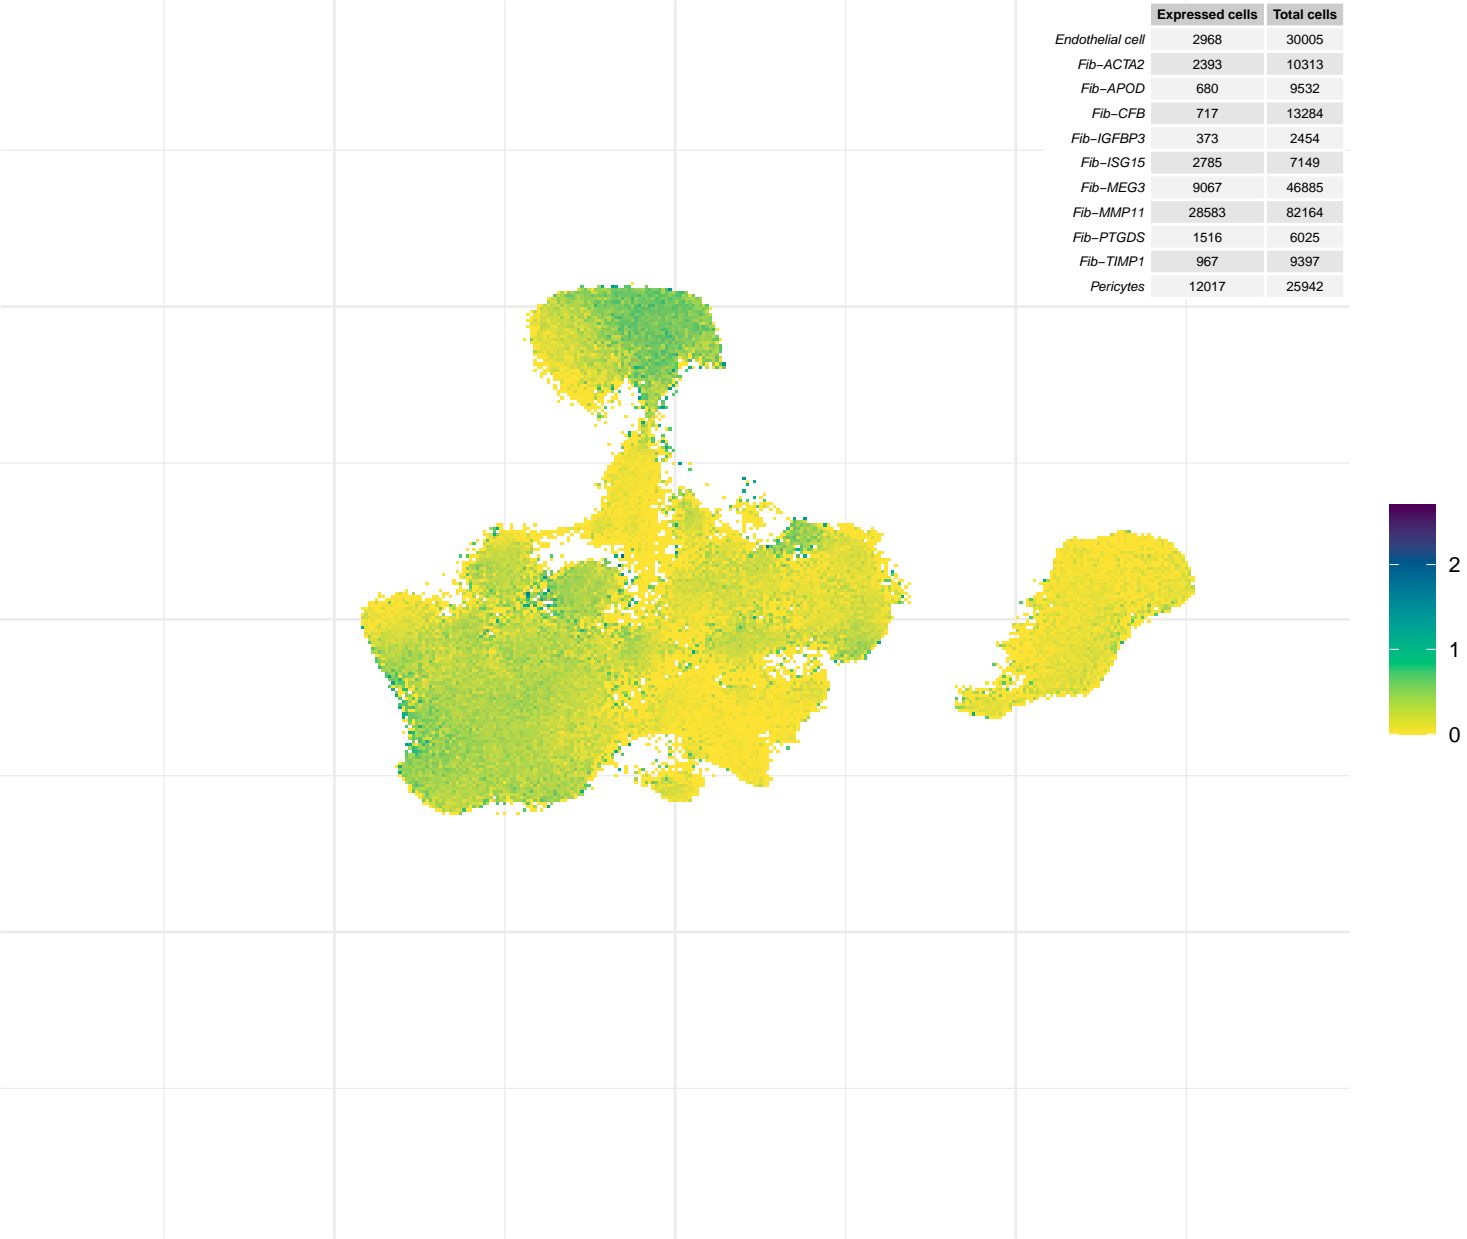 Expressed cells Total cells
Endothelial cell 2968 30005
Fib−ACTA2 2393 10313
Fib−APOD 680 9532
Fib−CFB 717 13284
Fib−IGFBP3 373 2454
Fib−ISG15 2785 7149
Fib−MEG3 9067 46885
Fib−MMP11 28583 82164
Fib−PTGDS 1516 6025
Fib−TIMP1 967 9397
Pericytes 12017 25942
2
1
0